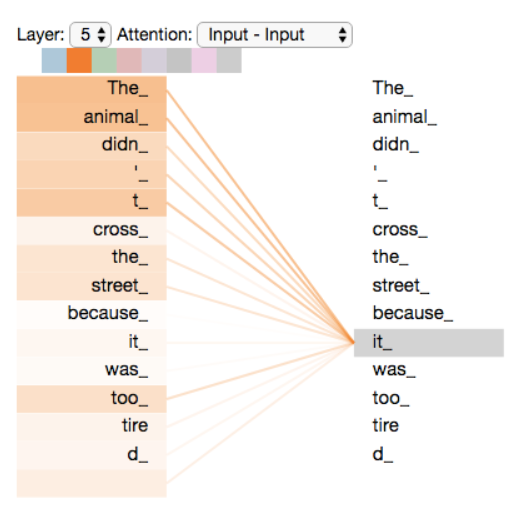 Layer: 5 Attention: Input - Input
The_ The_
animal_ animal_
didn_ didn_
'_ '_
t_ t_
cross_ cross_
the_ the_
street_ street_
because_ because_
it_ it_
was_ was_
too_ too_
tire tire
d_ d_